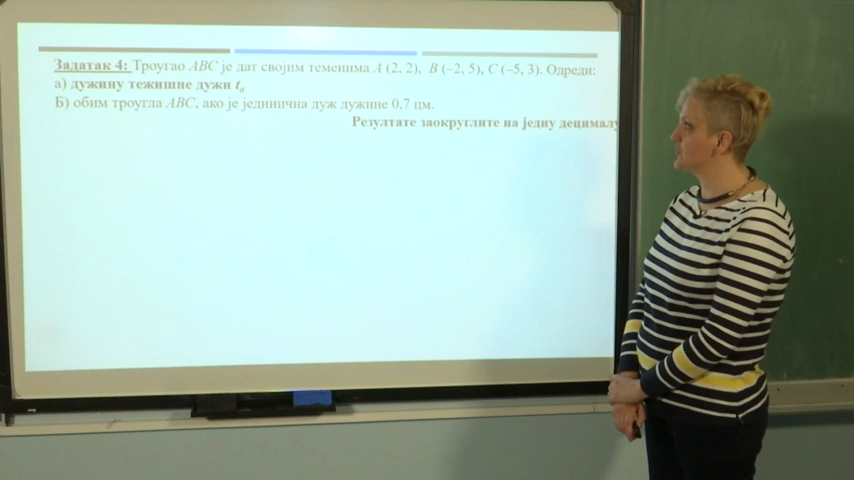 Задатак 4: Троугао ABC је дат својим теменима A (2, 2), B (–2, 5), C (–5, 3). Одреди:
а) дужину тежишне дужи ta
Б) обим троугла ABC, ако је јединична дуж дужине 0,7 цм.
Резултате заокруглите на једну децималу